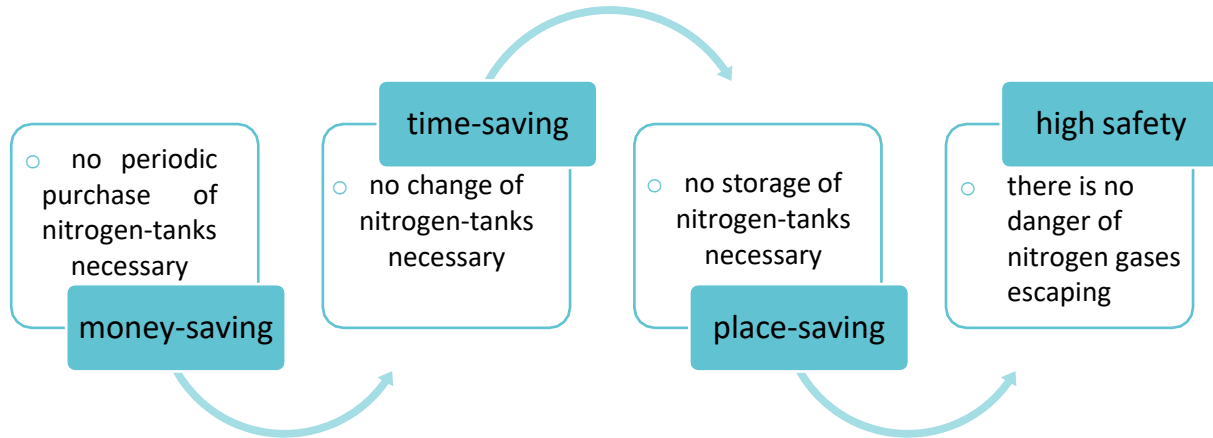 no periodic
purchase of
nitrogen-tanks
necessary
money-saving
time-saving
no change of
nitrogen-tanks
necessary
no storage of
nitrogen-tanks
necessary
place-saving
high safety
there is no
danger of
nitrogen gases
escaping